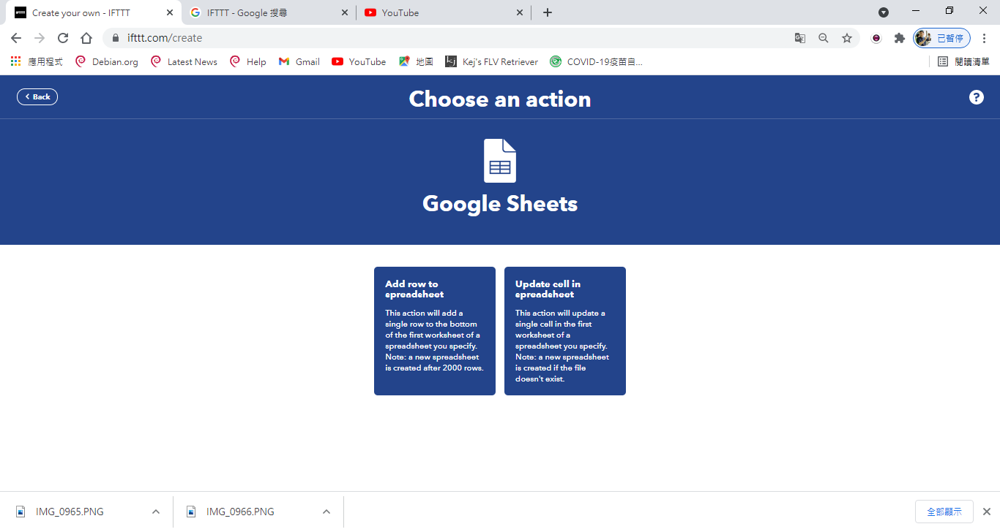 Create your own - IFTTT
IFTTT - Google 搜尋
YouTube
ifttt.com/create
已暫停
應用程式
Debian.org
Latest News
Help
Gmail
YouTube
地圖
kj
Kej's FLV Retriever
COVID-19疫苗自...
閱讀清單
Back
Choose an action
?
Google Sheets
Add row to
spreadsheet
This action will add a
single row to the bottom
of the first worksheet of a
spreadsheet you specify.
Note: a new spreadsheet
is created after 2000 rows.
Update cell in
spreadsheet
This action will update a
single cell in the first
worksheet of a
spreadsheet you specify.
Note: a new spreadsheet
is created if the file
doesn't exist.
IMG_0965.PNG
IMG_0966.PNG
全部顯示